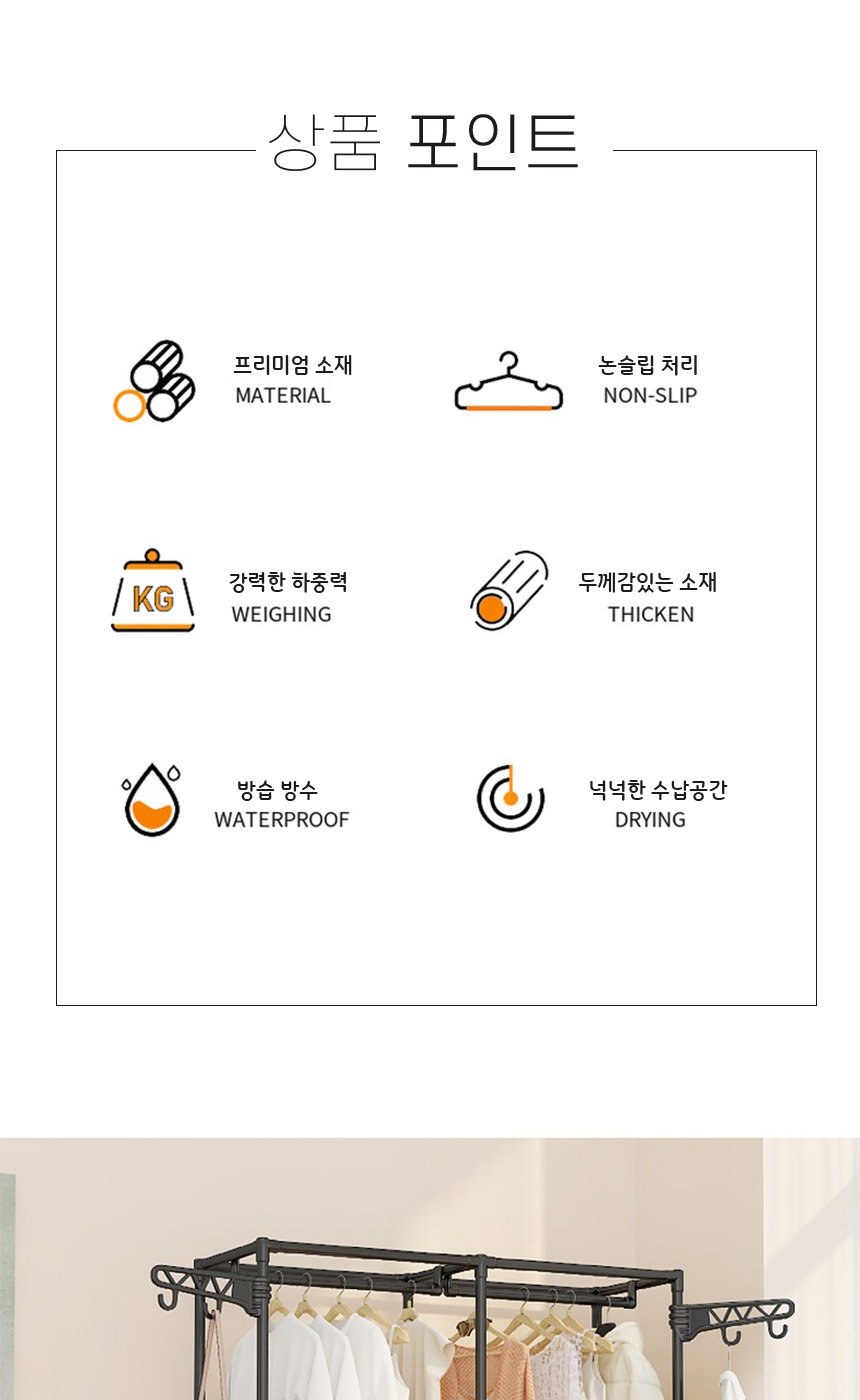 상품 포인트
프리미엄 소재
MATERIAL
논슬립 처리
NON-SLIP
강력한 하중력
KG
WEIGHING
두께감있는 소재
THICKEN
방습 방수
WATERPROOF
넉넉한 수납공간
DRYING